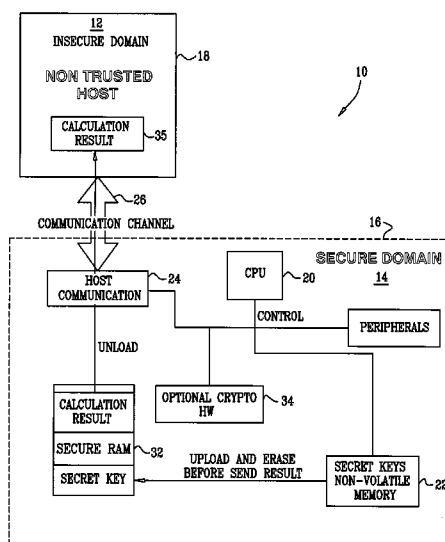 12
INSECURE DOMAIN
NON TRUSTED
HOST
CALCULATION
RESULT
35
18
10
26
COMMUNICATION CHANNEL
16
SECURE DOMAIN
14
HOST
COMMUNICATION
24
CPU
20
CONTROL
PERIPHERALS
UNLOAD
OPTIONAL CRYPTO
HW
34
CALCULATION
RESULT
SECURE RAM
32
SECRET KEY
UPLOAD AND ERASE
BEFORE SEND RESULT
SECRET KEYS
NON-VOLATILE
MEMORY
22